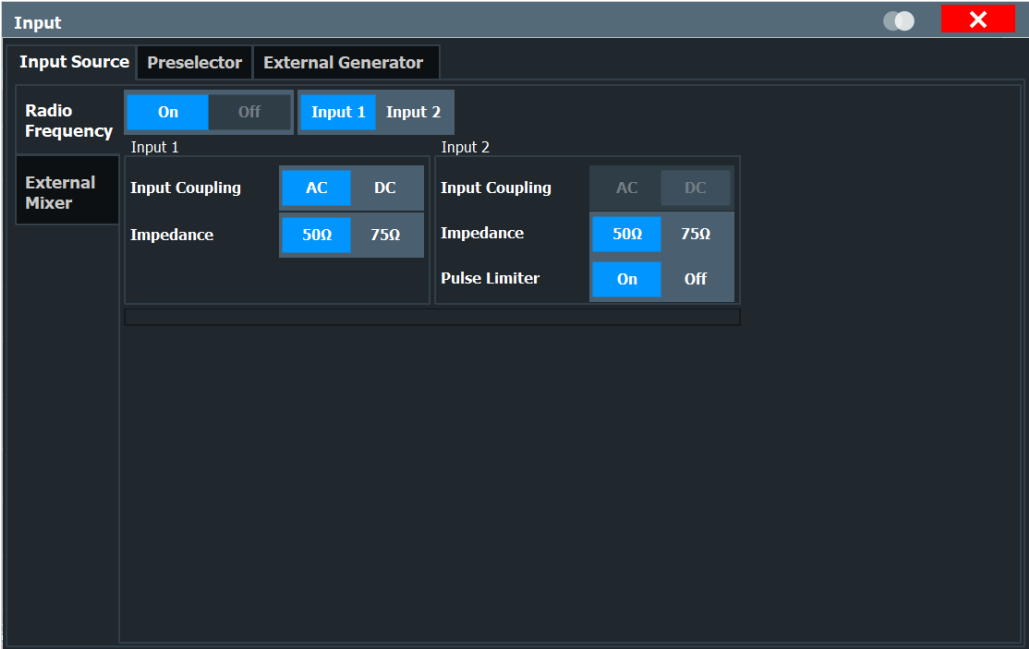 Input
Input Source Preselector External Generator
Radio Frequency On Off Input 1 Input 2
Input 1 Input 2
External Mixer
Input Coupling AC DC Input Coupling AC DC
Impedance 50Ω 75Ω Impedance 50Ω 75Ω
Pulse Limiter On Off